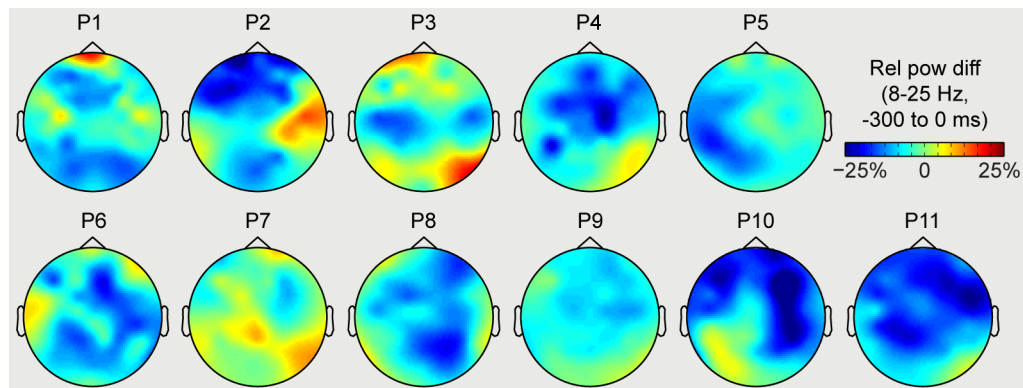 P1 P2 P3 P4 P5
Rel pow diff
(8-25 Hz,
-300 to 0 ms)
−25% 0 25%
P6 P7 P8 P9 P10 P11